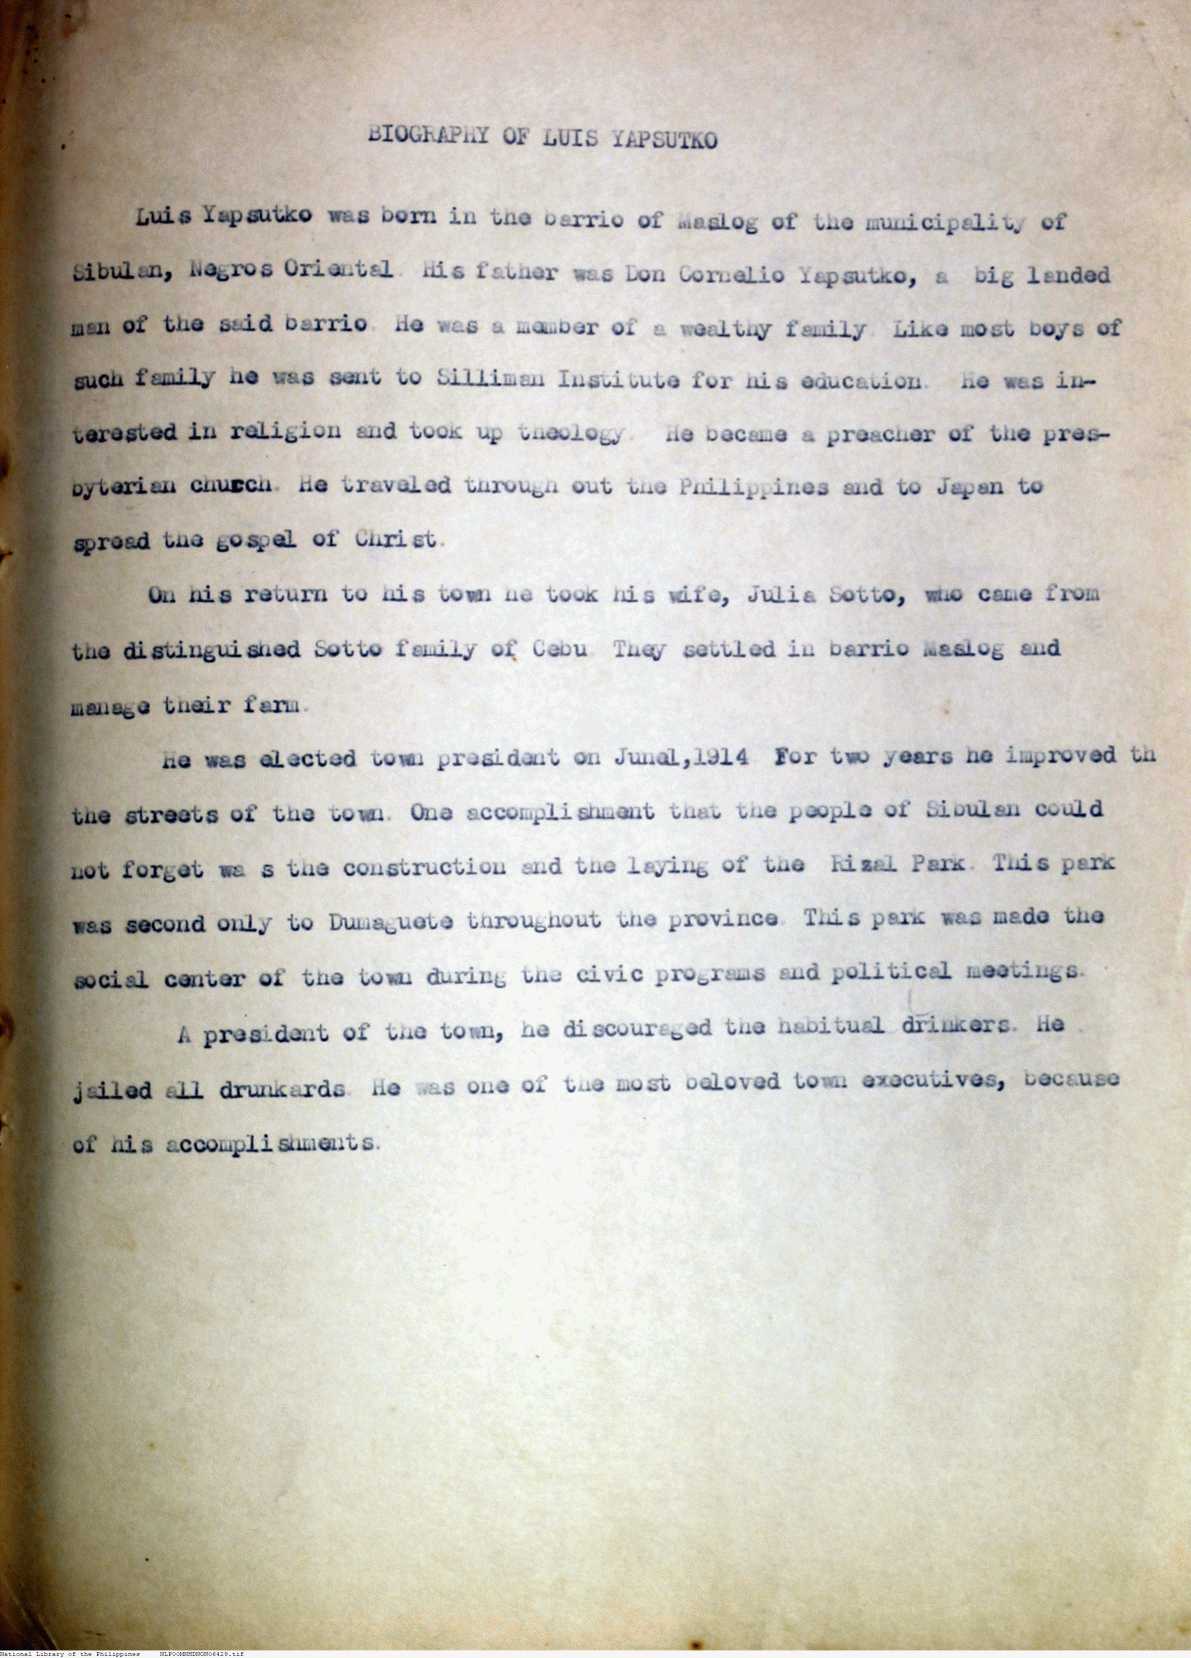 BIOGRAPHY OF LUIS YAPSUTKO
Luis Yapsutko was born in the barrio of Maslog of the municipality of
Sibulan, Negros Oriental. His father was Don Cornelio Yapsutko, a big landed
man of the said barrio. He was a member of a wealthy family. Like most boys of
such family he was sent to Silliman Institute for his education. He was in-
terested in religion and took up theology. He became a preacher of the pres-
byterian church. He traveled through out the Philippines and to Japan to
spread the gospel of Christ.
On his return to his town he took his wife, Julia Sotto, who came from
the distinguished Sotto family of Cebu. They settled in barrio Maslog and
manage their farm.
He was elected town president on June1,1914. For two years he improved th
the streets of the town. One accomplishment that the people of Sibulan could
not forget wa s the construction and the laying of the Rizal Park. This park
was second only to Dumaguete throughout the province. This park was made the
social center of the town during the civic programs and political meetings.
A president of the town, he discouraged the habitual drinkers. He
jailed all drunkards. He was one of the most beloved town executives, because
of his accomplishments.
National Library of the Philippines